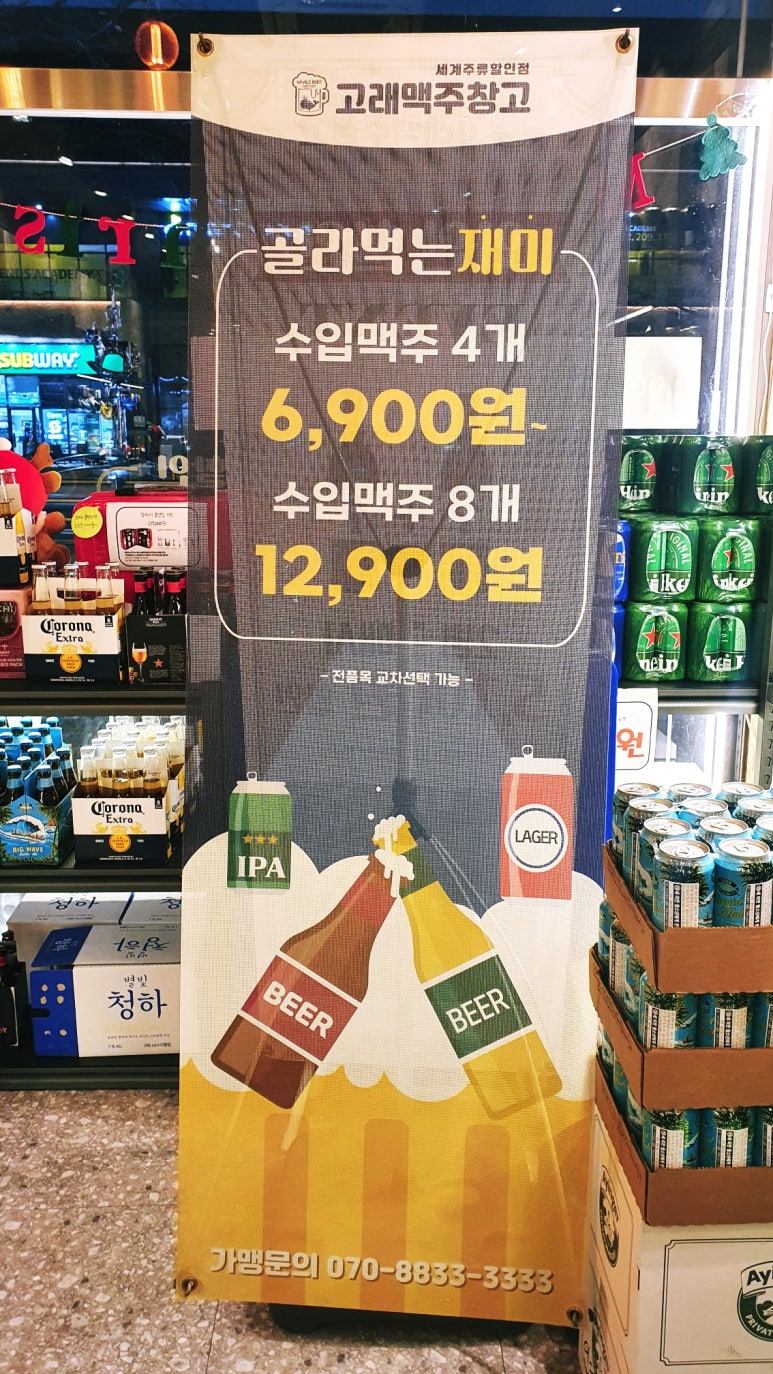 세계주류할인점
고래맥주창고
골라먹는재미
수입맥주 4개
6,900원~
수입맥주 8개
12,900원
- 전품목 교차선택 가능 -
IPA
LAGER
BEER
BEER
가맹문의 070-8833-3333
SUBWAY
Corona
Extra
Corona
Extra
BIG WAVE
별빛
청하
원